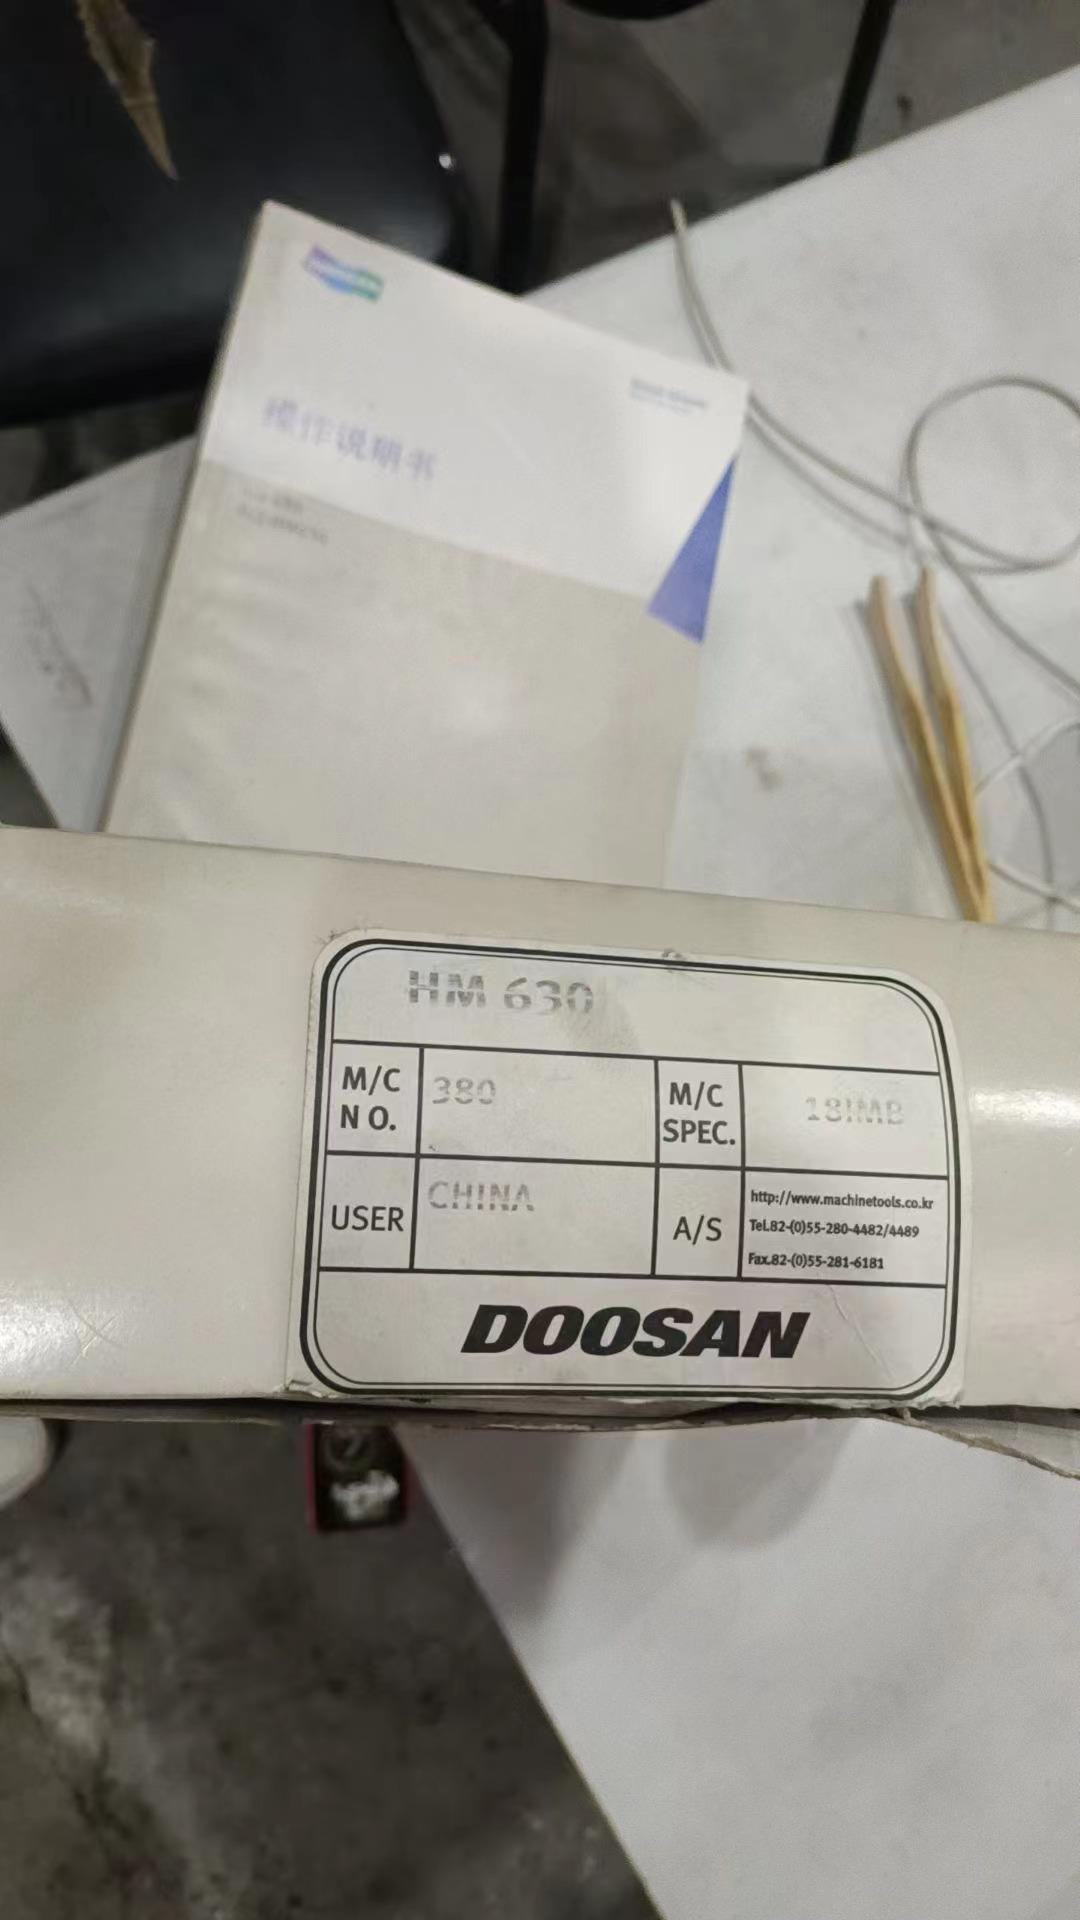 操作说明书
HM 630
M/C NO.
380
M/C SPEC.
18IMB
USER
CHINA
A/S
http://www.machinetools.co.kr
Tel.82-(0)55-280-4482/4489
Fax.82-(0)55-281-6181
DOOSAN